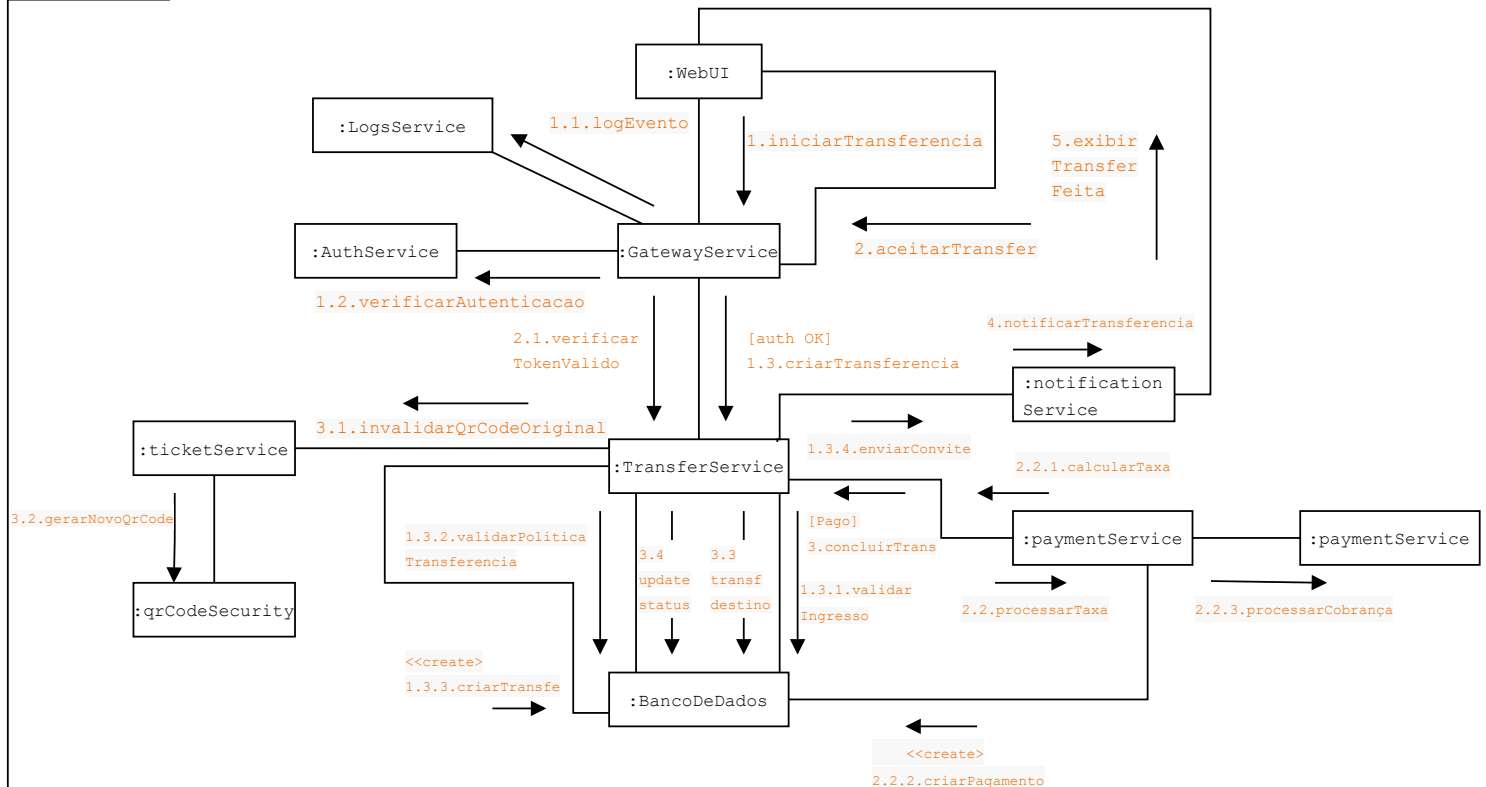 :WebUI
:LogsService
1.1.logEvento
1.iniciarTransferencia
5.exibir
Transfer
Feita
:AuthService
:GatewayService
2.aceitarTransfer
1.2.verificarAutenticacao
2.1.verificar
TokenValido
[auth OK]
1.3.criarTransferencia
4.notificarTransferencia
:notification
Service
3.1.invalidarQrCodeOriginal
:ticketService
:TransferService
1.3.4.enviarConvite
2.2.1.calcularTaxa
3.2.gerarNovoQrCode
1.3.2.validarPolitica
Transferencia
3.4
update
status
3.3
transf
destino
[Pago]
3.concluirTrans
1.3.1.validar
Ingresso
:paymentService
:paymentService
2.2.processarTaxa
2.2.3.processarCobrança
:qrCodeSecurity
<<create>
1.3.3.criarTransfe
:BancoDeDados
<<create>
2.2.2.criarPagamento